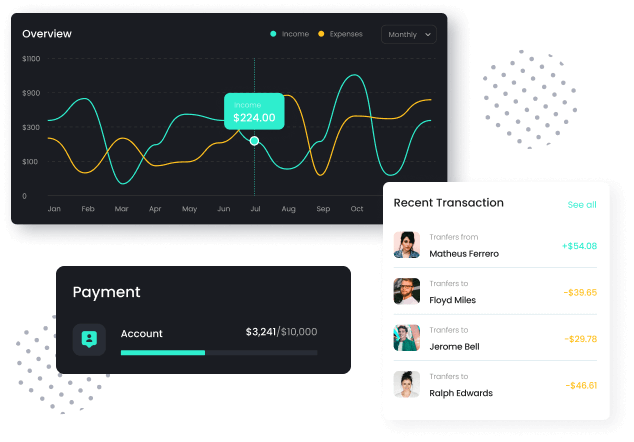 Overview
Income
Expenses
Monthly
$1100
$900
$300
$100
0
Income
$224.00
Jan Feb Mar Apr May Jun Jul Aug Sep Oct
Recent Transaction
See all
Tranfers from
Matheus Ferrero
+$54.08
Tranfers to
Floyd Miles
-$39.65
Tranfers to
Jerome Bell
-$29.78
Tranfers to
Ralph Edwards
-$46.61
Payment
Account
$3,241/$10,000